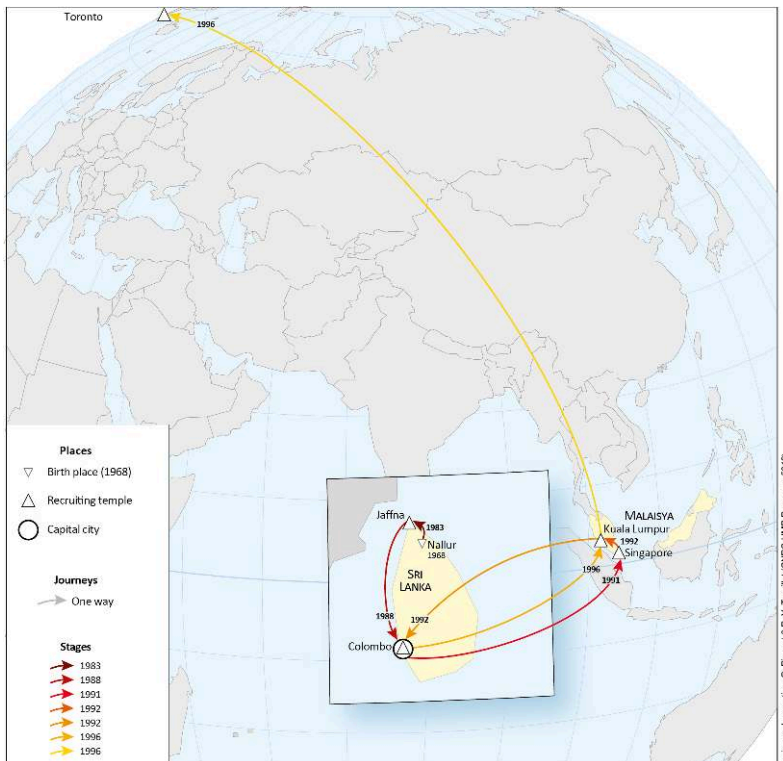 Toronto
1996
Places
Birth place (1968)
Recruiting temple
Capital city
Journeys
One way
Stages
1983
1988
1991
1992
1992
1996
1996
Jaffna
1983
Nallur
1968
SRI
LANKA
1988
1992
Colombo
MALAISYA
Kuala Lumpur
1992
Singapore
1996
1991